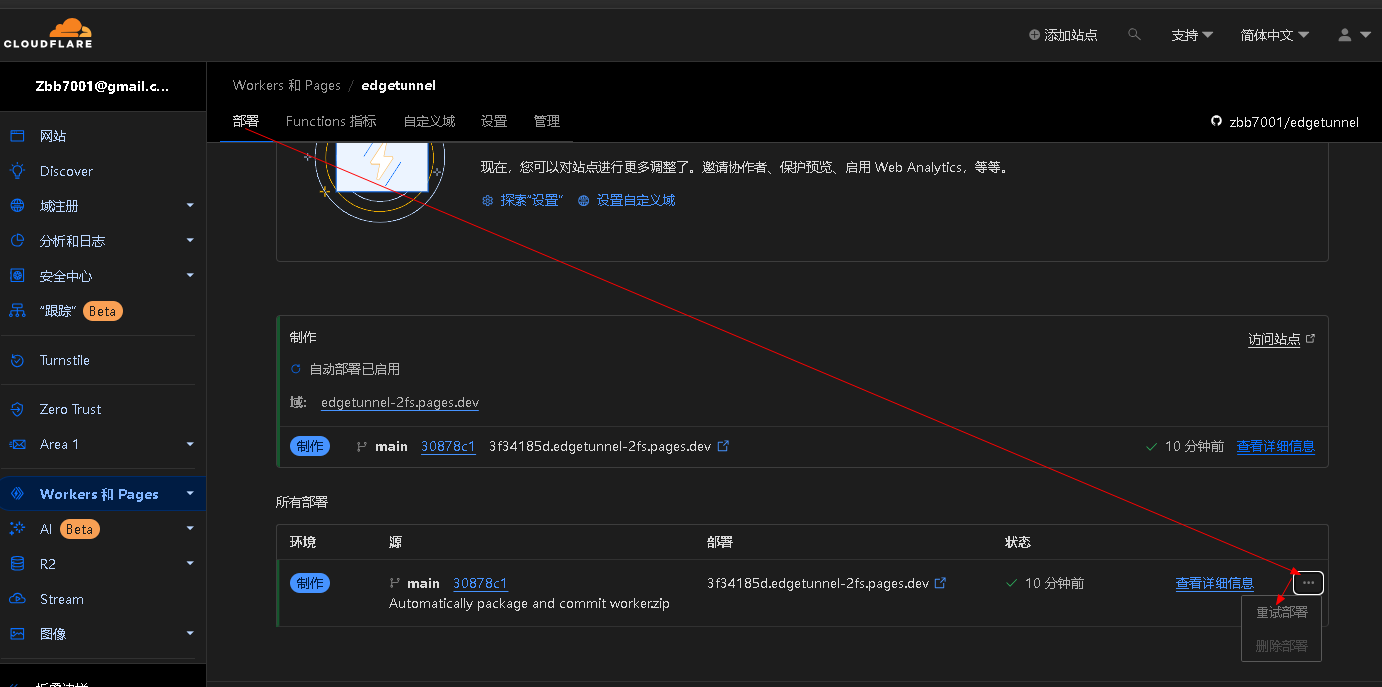 CLOUDFLARE
添加站点
支持
简体中文
Zbb7001@gmail.c...
Workers 和 Pages / edgetunnel
部署 Functions 指标 自定义域 设置 管理
zbb7001/edgetunnel
网站
Discover
域注册
分析和日志
安全中心
“跟踪” Beta
Turnstile
Zero Trust
Area 1
Workers 和 Pages
AI Beta
R2
Stream
图像
现在，您可以对站点进行更多调整了。邀请协作者、保护预览、启用 Web Analytics，等等。
探索“设置” 设置自定义域
制作
访问站点
自动部署已启用
域: edgetunnel-2fs.pages.dev
制作 main 30878c1 3f34185d.edgetunnel-2fs.pages.dev 10 分钟前 查看详细信息
所有部署
环境 源 部署 状态
制作 main 30878c1 3f34185d.edgetunnel-2fs.pages.dev 10 分钟前 查看详细信息 ...
Automatically package and commit worker.zip
重试部署
删除部署